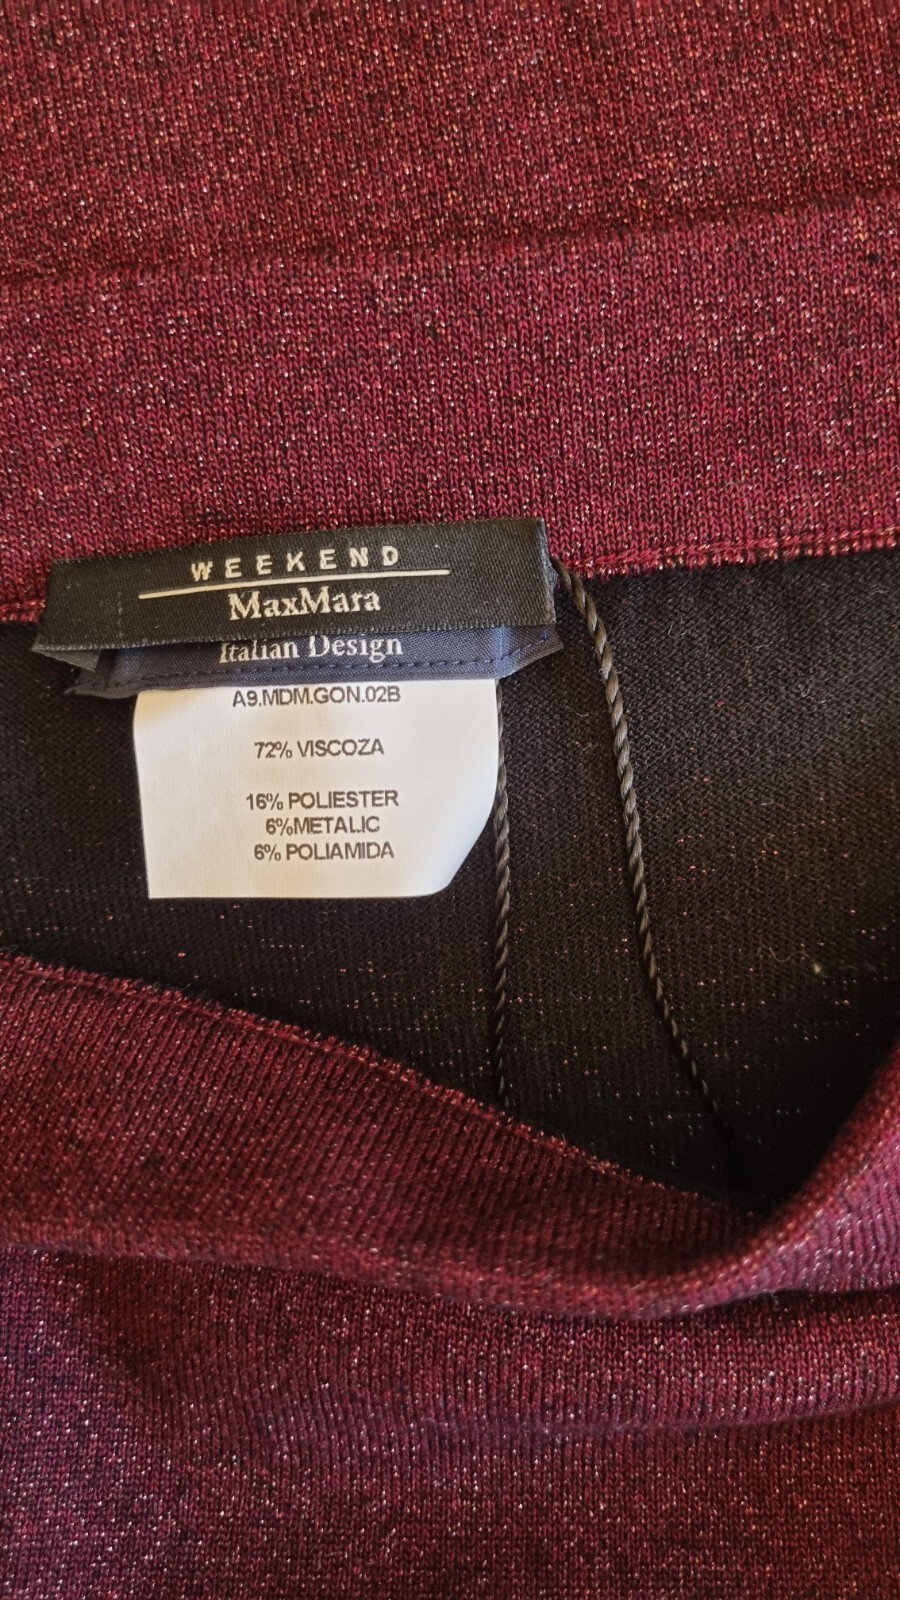 WEEKEND
MaxMara
Italian Design
A9.MDM.GON.02B
72% VISCOZA
16% POLIESTER
6%METALIC
6% POLIAMIDA